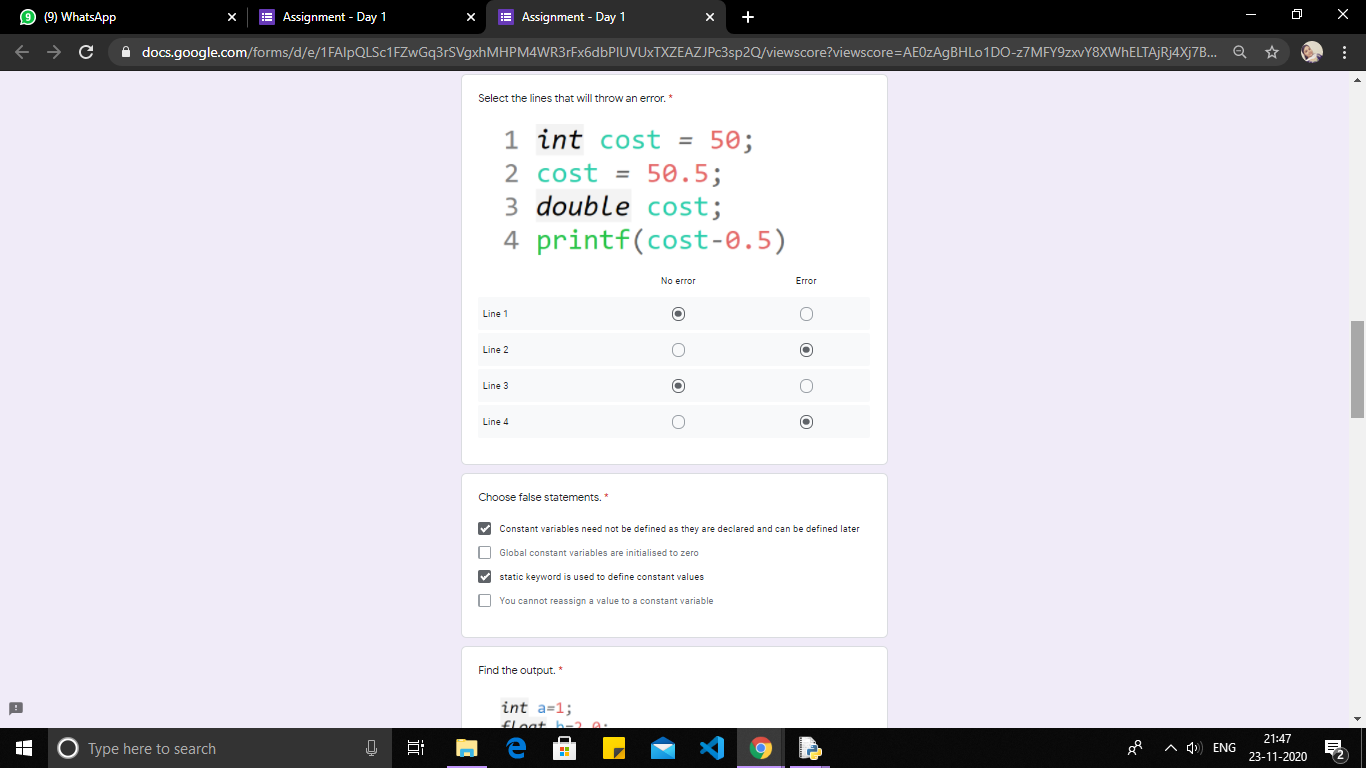 9 (9) WhatsApp
Assignment - Day 1
Assignment - Day 1
docs.google.com/forms/d/e/1FAIpQLSc1FZwGq3rSVgxhMHPM4WR3rFx6dbPIUVUxTXZEAZJPc3sp2Q/viewscore?viewscore=AE0zAgBHLo1DO-z7MFY9zxvY8XWhELTAjRj4Xj7B...
Select the lines that will throw an error. *
1 int cost = 50;
2 cost = 50.5;
3 double cost;
4 printf(cost-0.5)
No error Error
Line 1
Line 2
Line 3
Line 4
Choose false statements. *
Constant variables need not be defined as they are declared and can be defined later
Global constant variables are initialised to zero
static keyword is used to define constant values
You cannot reassign a value to a constant variable
Find the output. *
int a=1;
float b=2.0;
Type here to search
ENG
21:47
23-11-2020
2